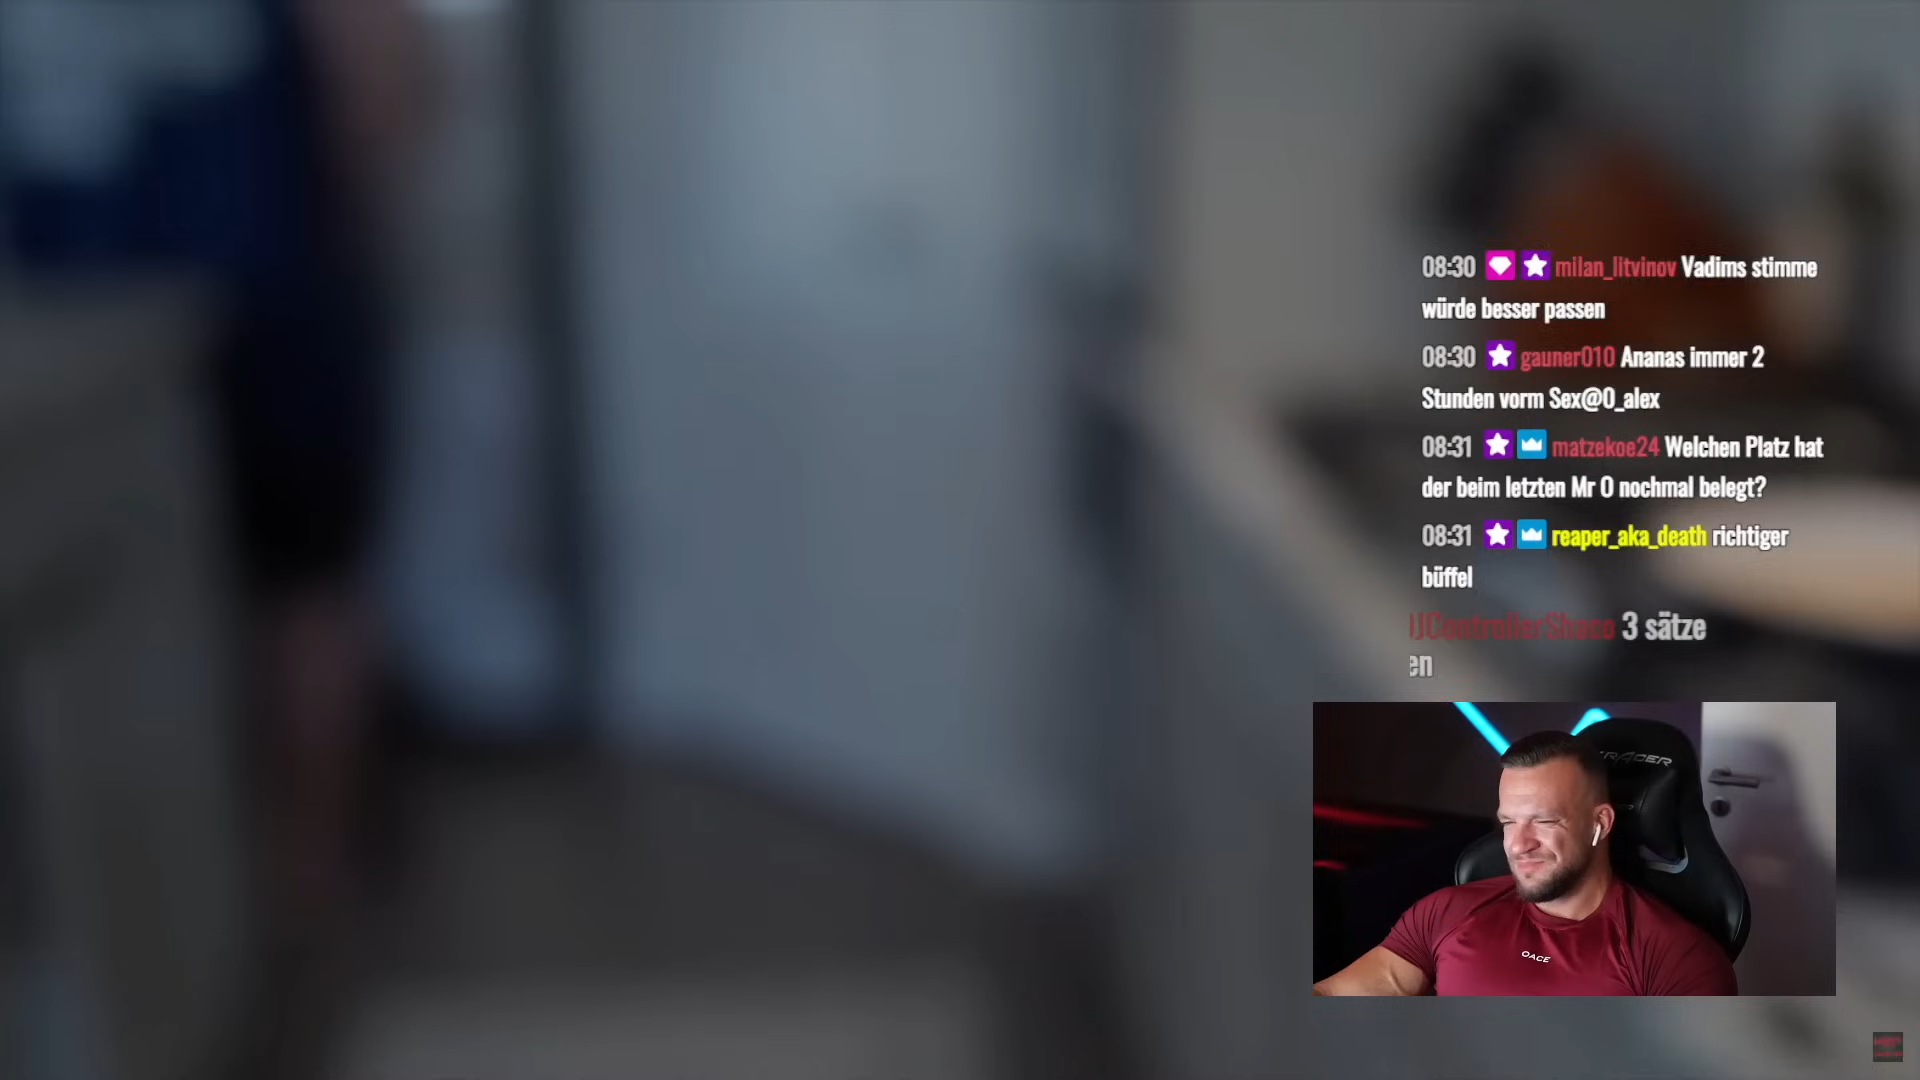 08:30 milan_litvinov Vadims stimme
würde besser passen
08:30 gauner010 Ananas immer 2
Stunden vorm Sex@0_alex
08:31 matzekoe24 Welchen Platz hat
der beim letzten Mr O nochmal belegt?
08:31 reaper_aka_death richtiger
büffel
JControllerShaco 3 sätze
en
RACER
OACE